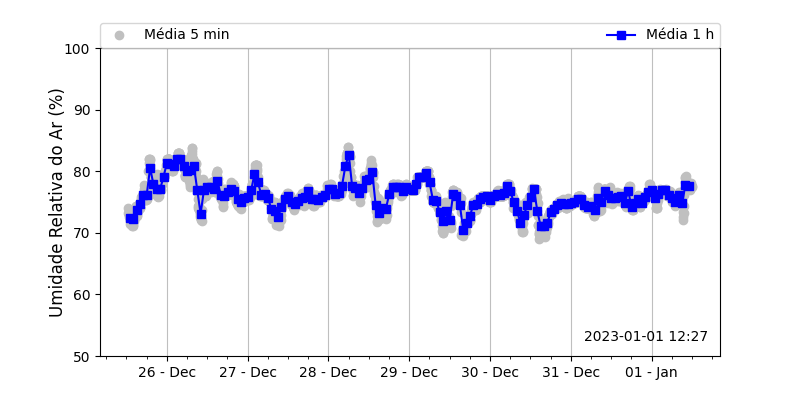 Média 5 min Média 1 h
Umidade Relativa do Ar (%)
100
90
80
70
60
50
2023-01-01 12:27
26 - Dec 27 - Dec 28 - Dec 29 - Dec 30 - Dec 31 - Dec 01 - Jan